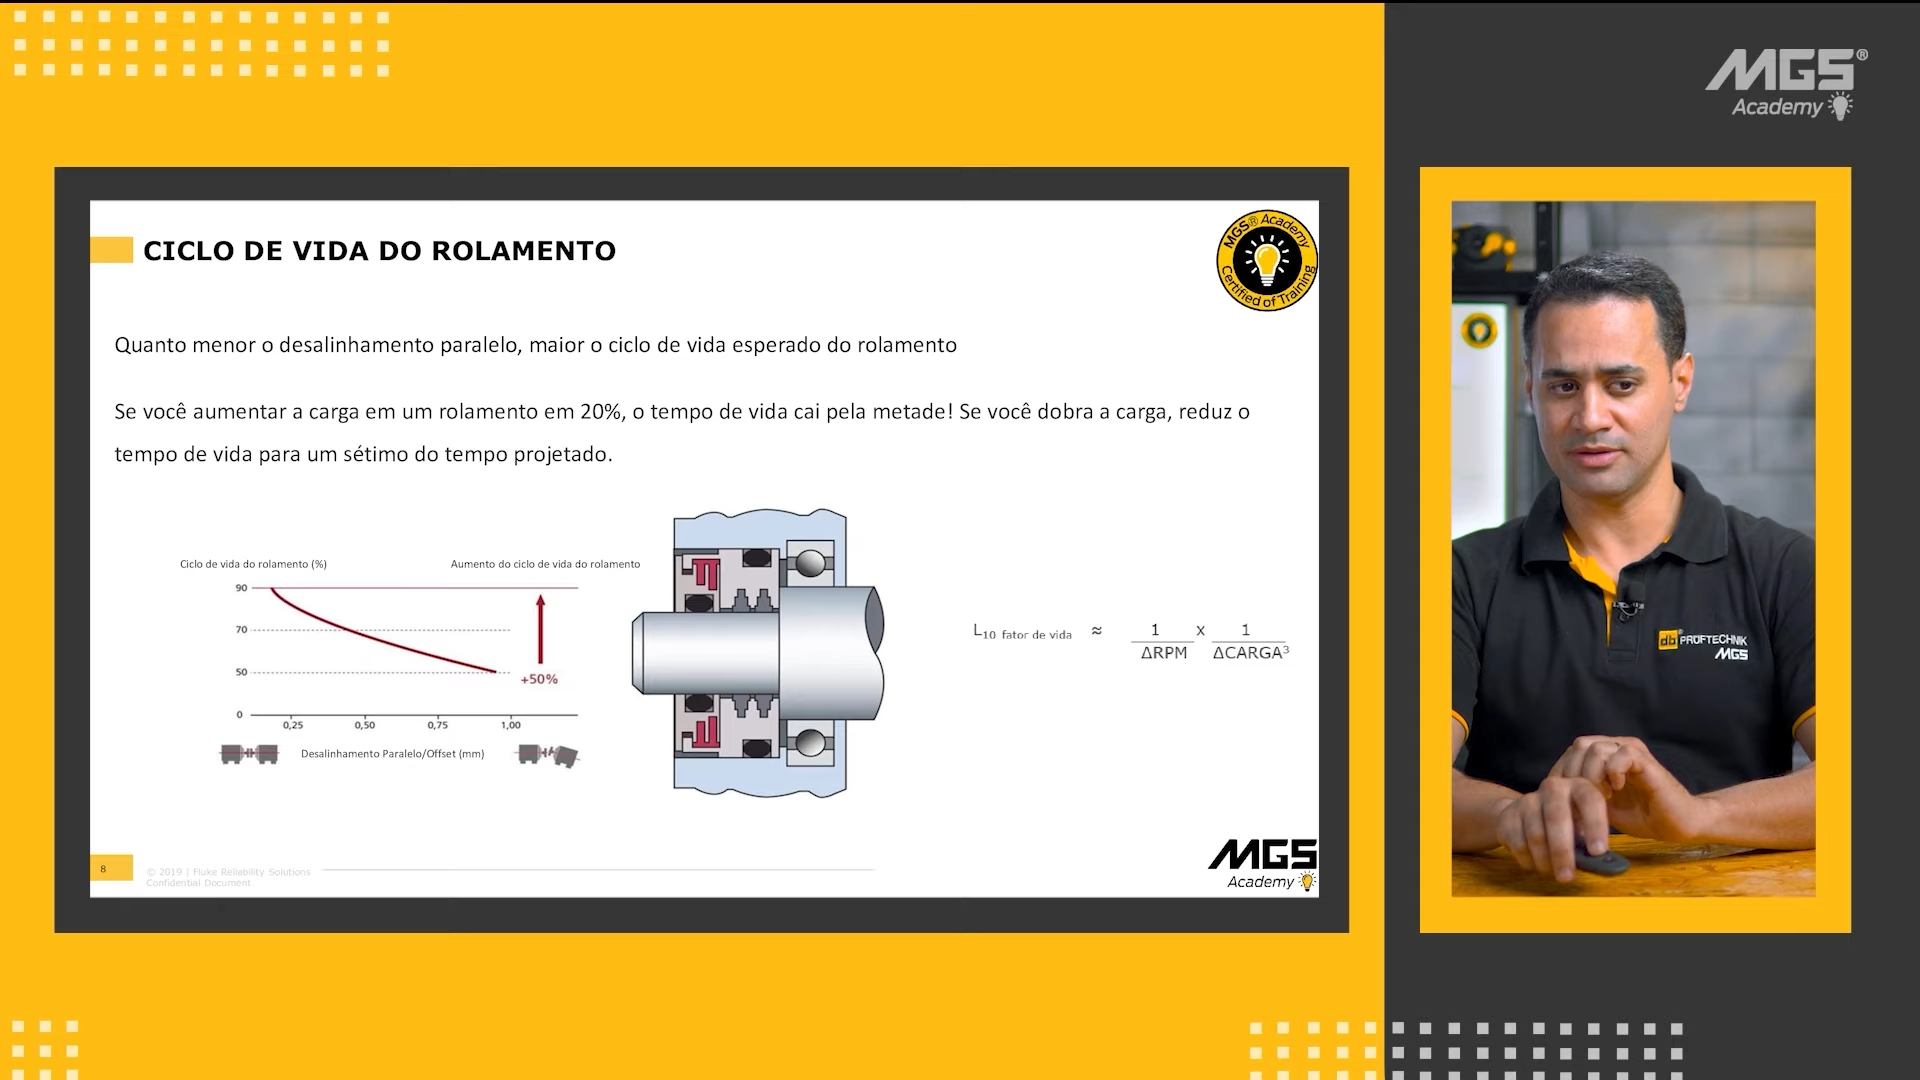 MGS®
Academy
CICLO DE VIDA DO ROLAMENTO
MGS® Academy
Certified of Training
Quanto menor o desalinhamento paralelo, maior o ciclo de vida esperado do rolamento
Se você aumentar a carga em um rolamento em 20%, o tempo de vida cai pela metade! Se você dobra a carga, reduz o
tempo de vida para um sétimo do tempo projetado.
Ciclo de vida do rolamento (%)
Aumento do ciclo de vida do rolamento
90
70
50
0
+50%
0,25 0,50 0,75 1,00
Desalinhamento Paralelo/Offset (mm)
L10 fator de vida ≈ 1 x 1
ΔRPM ΔCARGA³
db PRÜFTECHNIK
MGS
8
© 2019 | Fluke Reliability Solutions
Confidential Document
MGS
Academy